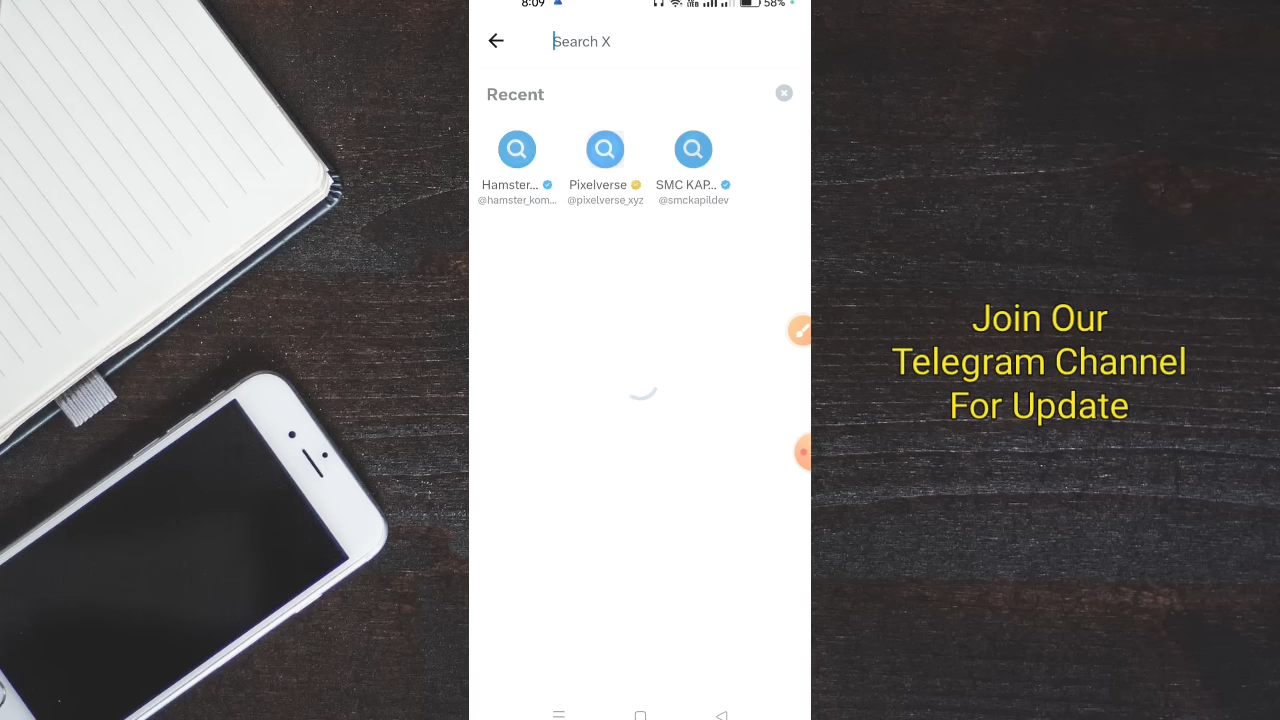 8:09
58%
Search X
Recent
Hamster...
Pixelverse
SMC KAP...
@hamster_kom...
@pixelverse_xyz
@smckapildev
Join Our
Telegram Channel
For Update